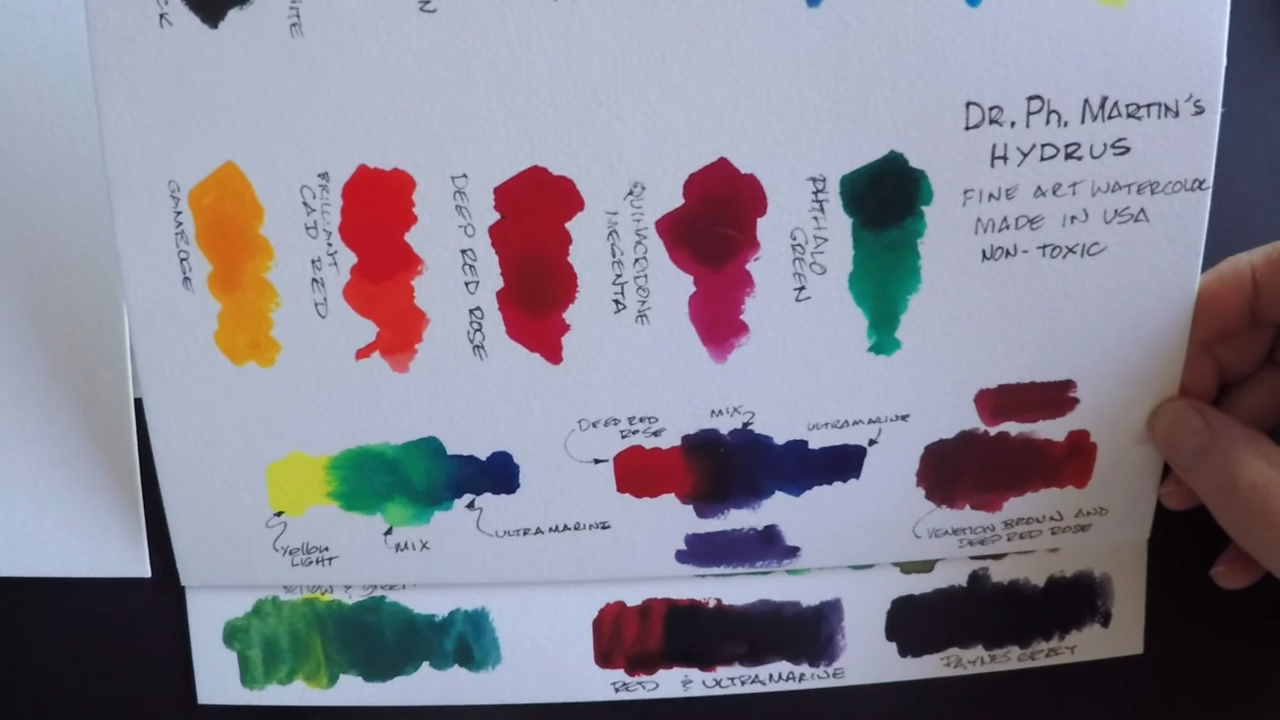 DR. Ph. MARTIN'S
HYDRUS
FINE ART WATERCOLOR
MADE IN USA
NON-TOXIC
GAMBOGE
BRILLIANT
CAD RED
DEEP RED ROSE
QUINACRIDONE
MEGENTA
PHTHALO
GREEN
Yellow
LIGHT
MIX
ULTRAMARINE
DEEP RED
ROSE
MIX
ULTRAMARINE
VENETION BROWN AND
DEEP RED ROSE
RED & ULTRAMARINE
PAYNES GREY